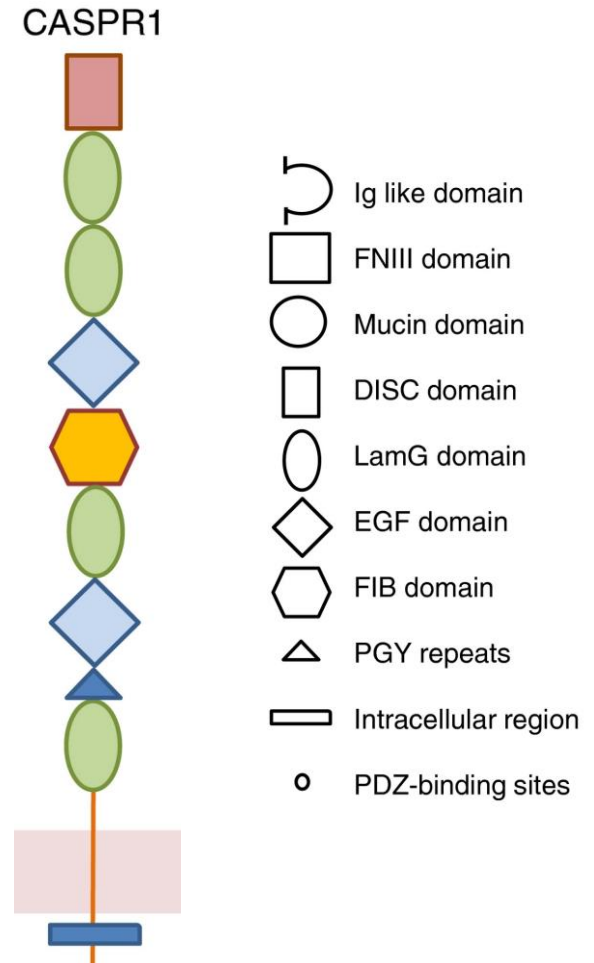 CASPR1
Ig like domain
FNIII domain
Mucin domain
DISC domain
LamG domain
EGF domain
FIB domain
PGY repeats
Intracellular region
PDZ-binding sites